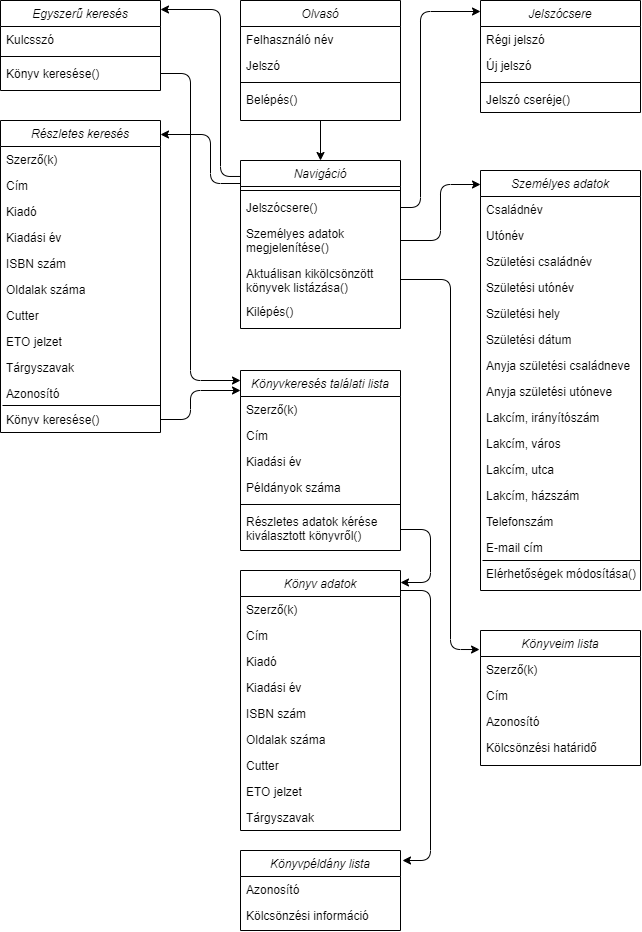 Egyszerű keresés
Kulcsszó
Könyv keresése()
Olvasó
Felhasználó név
Jelszó
Belépés()
Jelszócsere
Régi jelszó
Új jelszó
Jelszó cseréje()
Részletes keresés
Szerző(k)
Cím
Kiadó
Kiadási év
ISBN szám
Oldalak száma
Cutter
ETO jelzet
Tárgyszavak
Azonosító
Könyv keresése()
Navigáció
Jelszócsere()
Személyes adatok
megjelenítése()
Aktuálisan kikölcsönzött
könyvek listázása()
Kilépés()
Személyes adatok
Családnév
Utónév
Születési családnév
Születési utónév
Születési hely
Születési dátum
Anyja születési családneve
Anyja születési utóneve
Lakcím, irányítószám
Lakcím, város
Lakcím, utca
Lakcím, házszám
Telefonszám
E-mail cím
Elérhetőségek módosítása()
Könyvkeresés találati lista
Szerző(k)
Cím
Kiadási év
Példányok száma
Részletes adatok kérése
kiválasztott könyvről()
Könyv adatok
Szerző(k)
Cím
Kiadó
Kiadási év
ISBN szám
Oldalak száma
Cutter
ETO jelzet
Tárgyszavak
Könyveim lista
Szerző(k)
Cím
Azonosító
Kölcsönzési határidő
Könyvpéldány lista
Azonosító
Kölcsönzési információ